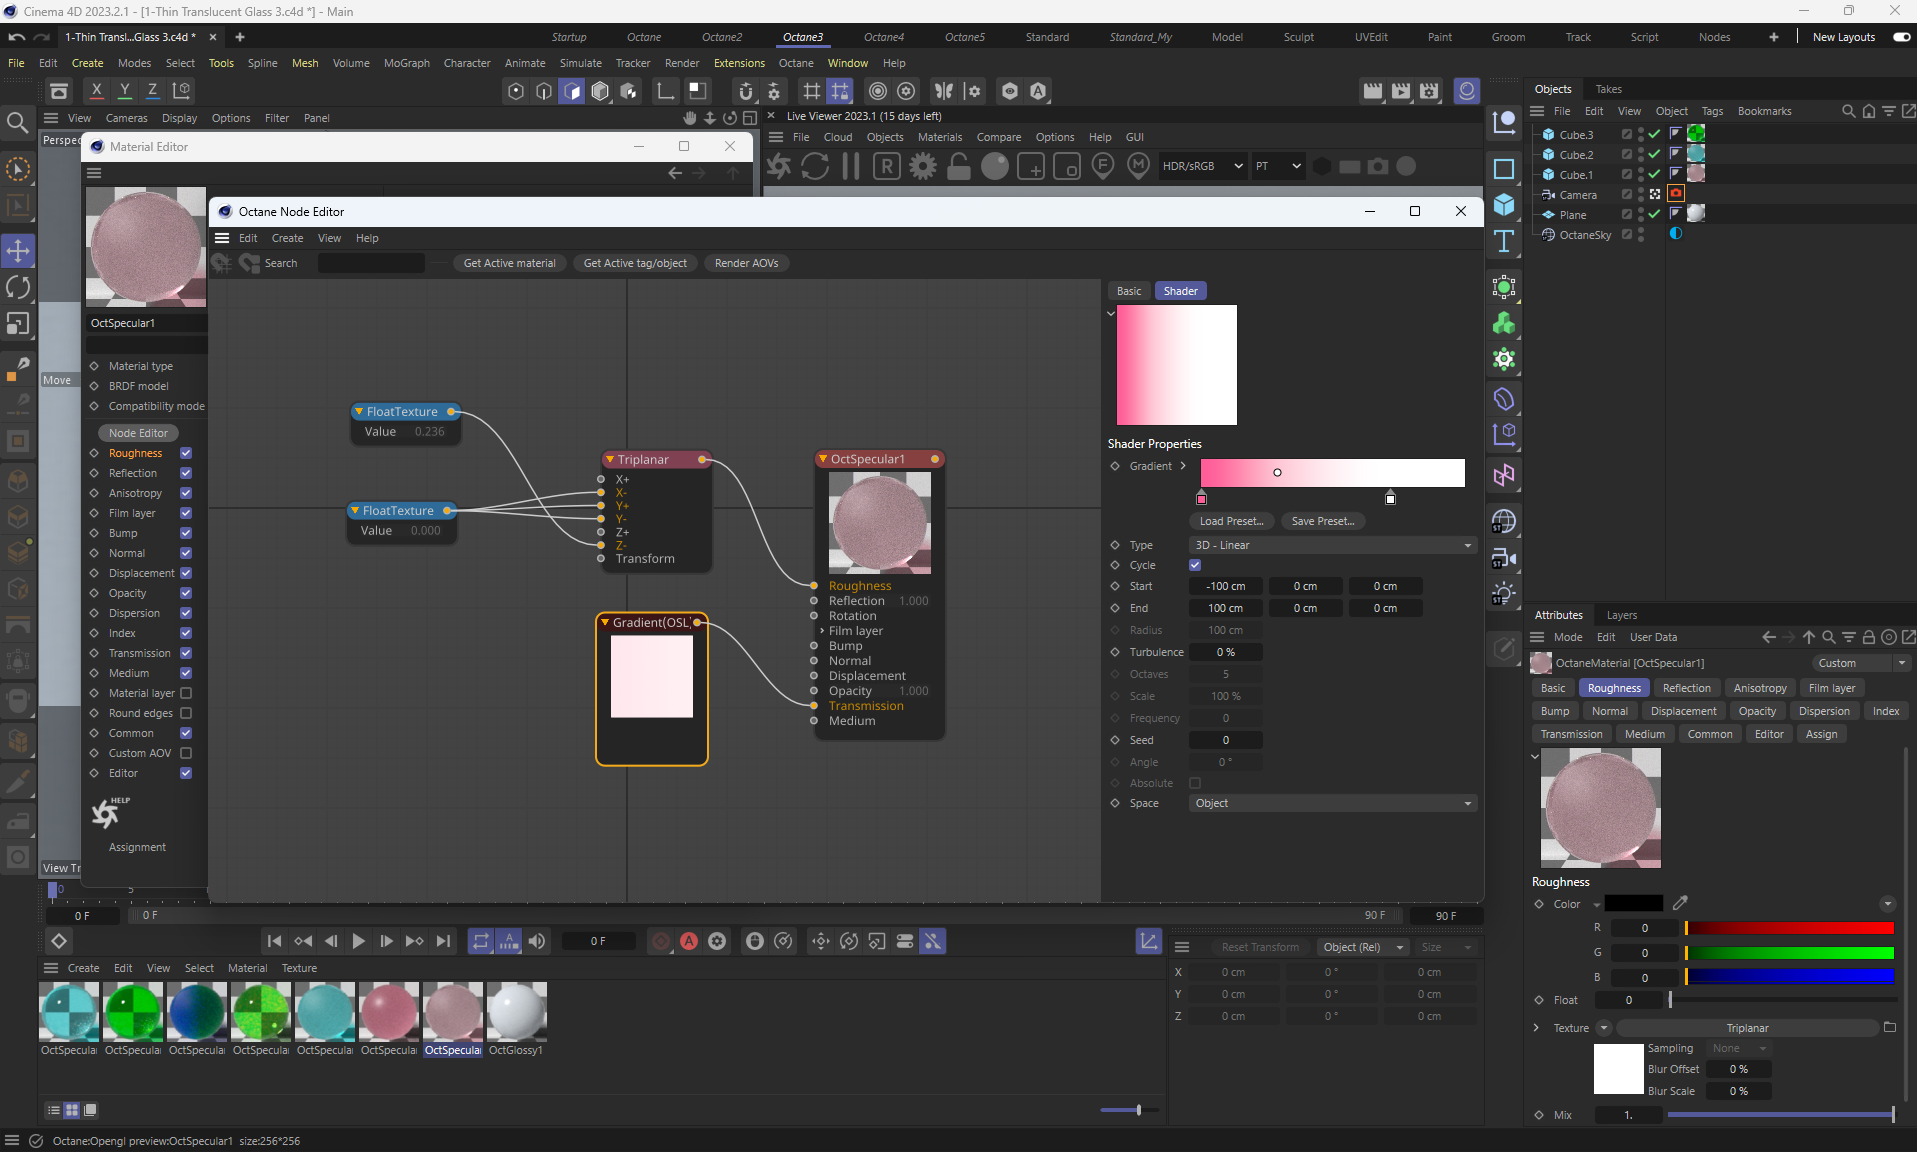 Cinema 4D 2023.2.1 - [1-Thin Translucent Glass 3.c4d *] - Main
1-Thin Transl...Glass 3.c4d *
Startup Octane Octane2 Octane3 Octane4 Octane5 Standard Standard_My Model Sculpt UVEdit Paint Groom Track Script Nodes New Layouts
File Edit Create Modes Select Tools Spline Mesh Volume MoGraph Character Animate Simulate Tracker Render Extensions Octane Window Help
X Y Z
View Cameras Display Options Filter Panel
Live Viewer 2023.1 (15 days left)
File Cloud Objects Materials Compare Options Help GUI
HDR/sRGB PT
Perspec
Move
View Tr
Material Editor
OctSpecular1
Material type
BRDF model
Compatibility mode
Node Editor
Roughness
Reflection
Anisotropy
Film layer
Bump
Normal
Displacement
Opacity
Dispersion
Index
Transmission
Medium
Material layer
Round edges
Common
Custom AOV
Editor
HELP
Assignment
Octane Node Editor
Edit Create View Help
Search Get Active material Get Active tag/object Render AOVs
FloatTexture
Value 0.236
FloatTexture
Value 0.000
Triplanar
X+
X-
Y+
Y-
Z+
Z-
Transform
Gradient(OSL)
OctSpecular1
Roughness
Reflection 1.000
Rotation
Film layer
Bump
Normal
Displacement
Opacity 1.000
Transmission
Medium
Basic Shader
Shader Properties
Gradient
Load Preset... Save Preset...
Type 3D - Linear
Cycle
Start -100 cm 0 cm 0 cm
End 100 cm 0 cm 0 cm
Radius 100 cm
Turbulence 0 %
Octaves 5
Scale 100 %
Frequency 0
Seed 0
Angle 0 °
Absolute
Space Object
Objects Takes
File Edit View Object Tags Bookmarks
Cube.3
Cube.2
Cube.1
Camera
Plane
OctaneSky
Attributes Layers
Mode Edit User Data
OctaneMaterial [OctSpecular1] Custom
Basic Roughness Reflection Anisotropy Film layer
Bump Normal Displacement Opacity Dispersion Index
Transmission Medium Common Editor Assign
Roughness
Color
R 0
G 0
B 0
Float 0
Texture Triplanar
Sampling None
Blur Offset 0 %
Blur Scale 0 %
Mix 1.
0 5
0 F 0 F 90 F 90 F
0 F
Create Edit View Select Material Texture
OctSpecula OctSpecula OctSpecula OctSpecula OctSpecula OctSpecula OctSpecula OctGlossy1
Reset Transform Object (Rel) Size
X 0 cm 0 ° 0 cm
Y 0 cm 0 ° 0 cm
Z 0 cm 0 ° 0 cm
Octane:Opengl preview:OctSpecular1 size:256*256